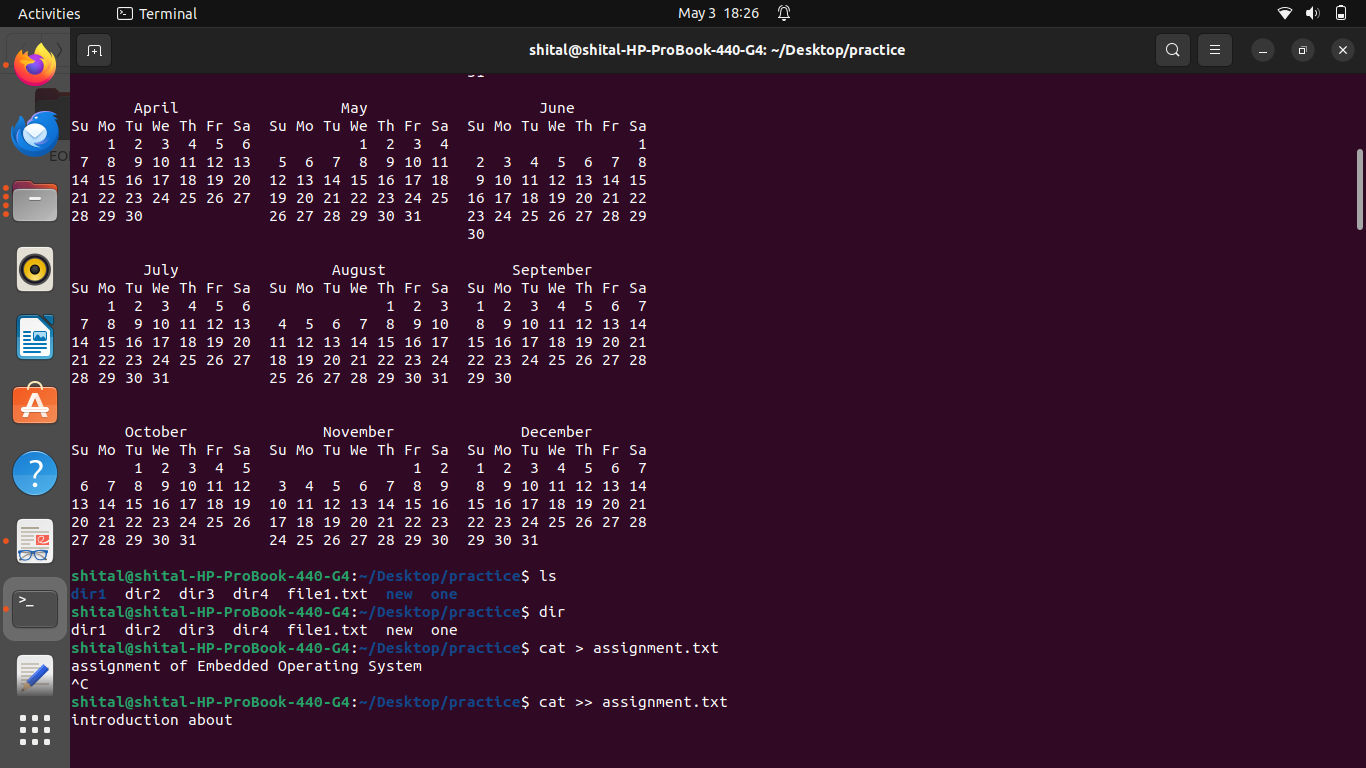 Activities Terminal May 3 18:26
shital@shital-HP-ProBook-440-G4: ~/Desktop/practice
31
April May June
Su Mo Tu We Th Fr Sa Su Mo Tu We Th Fr Sa Su Mo Tu We Th Fr Sa
1 2 3 4 5 6 1 2 3 4 1
7 8 9 10 11 12 13 5 6 7 8 9 10 11 2 3 4 5 6 7 8
14 15 16 17 18 19 20 12 13 14 15 16 17 18 9 10 11 12 13 14 15
21 22 23 24 25 26 27 19 20 21 22 23 24 25 16 17 18 19 20 21 22
28 29 30 26 27 28 29 30 31 23 24 25 26 27 28 29
30
July August September
Su Mo Tu We Th Fr Sa Su Mo Tu We Th Fr Sa Su Mo Tu We Th Fr Sa
1 2 3 4 5 6 1 2 3 1 2 3 4 5 6 7
7 8 9 10 11 12 13 4 5 6 7 8 9 10 8 9 10 11 12 13 14
14 15 16 17 18 19 20 11 12 13 14 15 16 17 15 16 17 18 19 20 21
21 22 23 24 25 26 27 18 19 20 21 22 23 24 22 23 24 25 26 27 28
28 29 30 31 25 26 27 28 29 30 31 29 30
October November December
Su Mo Tu We Th Fr Sa Su Mo Tu We Th Fr Sa Su Mo Tu We Th Fr Sa
1 2 3 4 5 1 2 1 2 3 4 5 6 7
6 7 8 9 10 11 12 3 4 5 6 7 8 9 8 9 10 11 12 13 14
13 14 15 16 17 18 19 10 11 12 13 14 15 16 15 16 17 18 19 20 21
20 21 22 23 24 25 26 17 18 19 20 21 22 23 22 23 24 25 26 27 28
27 28 29 30 31 24 25 26 27 28 29 30 29 30 31
shital@shital-HP-ProBook-440-G4:~/Desktop/practice$ ls
dir1 dir2 dir3 dir4 file1.txt new one
shital@shital-HP-ProBook-440-G4:~/Desktop/practice$ dir
dir1 dir2 dir3 dir4 file1.txt new one
shital@shital-HP-ProBook-440-G4:~/Desktop/practice$ cat > assignment.txt
assignment of Embedded Operating System
^C
shital@shital-HP-ProBook-440-G4:~/Desktop/practice$ cat >> assignment.txt
introduction about